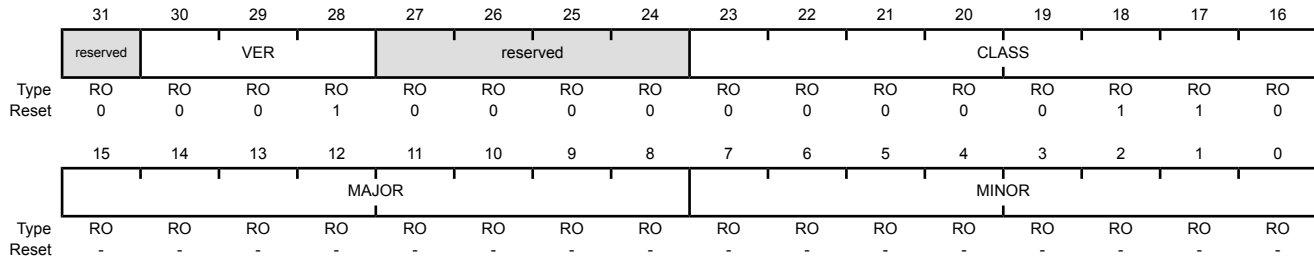 31 30 29 28 27 26 25 24 23 22 21 20 19 18 17 16
reserved VER reserved CLASS
Type RO RO RO RO RO RO RO RO RO RO RO RO RO RO RO RO
Reset 0 0 0 1 0 0 0 0 0 0 0 0 0 1 1 0
15 14 13 12 11 10 9 8 7 6 5 4 3 2 1 0
MAJOR MINOR
Type RO RO RO RO RO RO RO RO RO RO RO RO RO RO RO RO
Reset - - - - - - - - - - - - - - - -